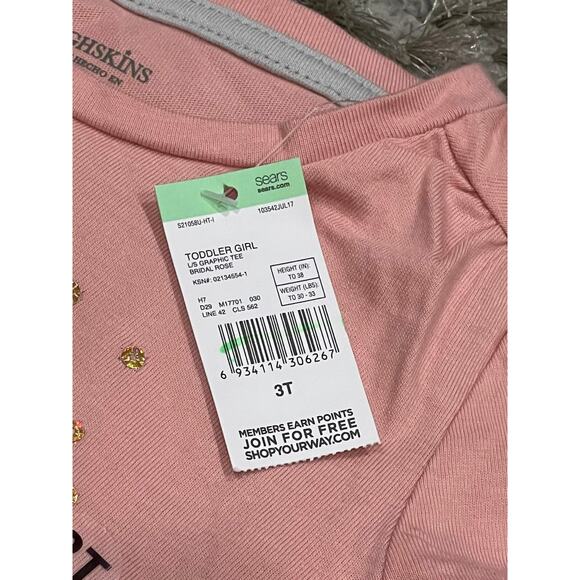 GHSKINS
HECHO EN
sears
sears.com
S21058U-HT-I
103542JUL17
TODDLER GIRL
L/S GRAPHIC TEE
BRIDAL ROSE
KSN#: 02134554-1
HEIGHT (IN):
TO 38
WEIGHT (LBS):
TO 30 - 33
H7
D29 M17701 030
LINE 42 CLS 562
6 934114 306267
3T
MEMBERS EARN POINTS
JOIN FOR FREE
SHOPYOURWAY.COM